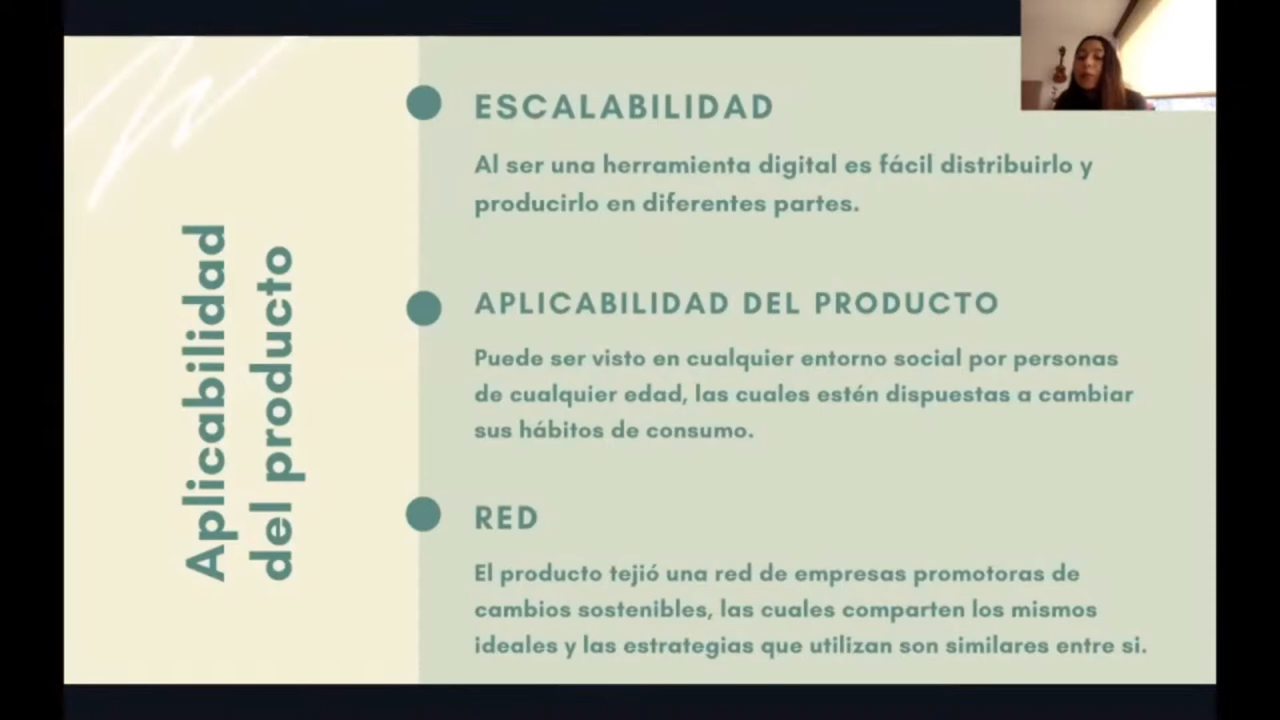 Aplicabilidad
del producto
ESCALABILIDAD
Al ser una herramienta digital es fácil distribuirlo y
producirlo en diferentes partes.
APLICABILIDAD DEL PRODUCTO
Puede ser visto en cualquier entorno social por personas
de cualquier edad, las cuales estén dispuestas a cambiar
sus hábitos de consumo.
RED
El producto tejió una red de empresas promotoras de
cambios sostenibles, las cuales comparten los mismos
ideales y las estrategias que utilizan son similares entre si.